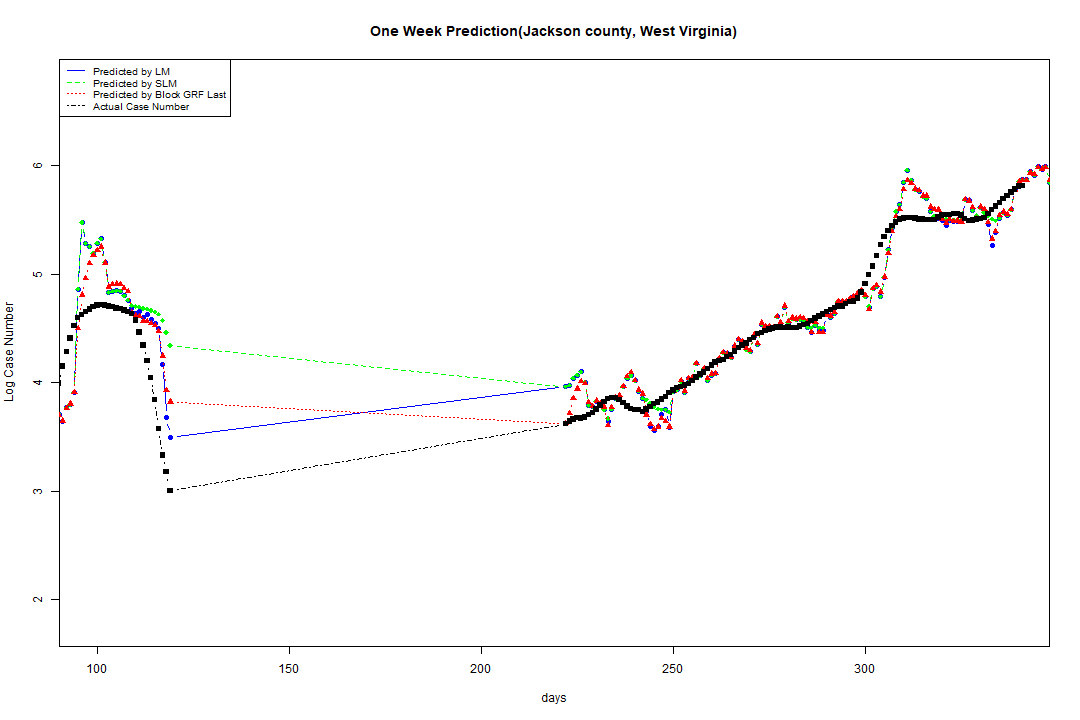 One Week Prediction(Jackson county, West Virginia)
Predicted by LM
Predicted by SLM
Predicted by Block GRF Last
Actual Case Number
Log Case Number
6
5
4
3
2
100 150 200 250 300
days